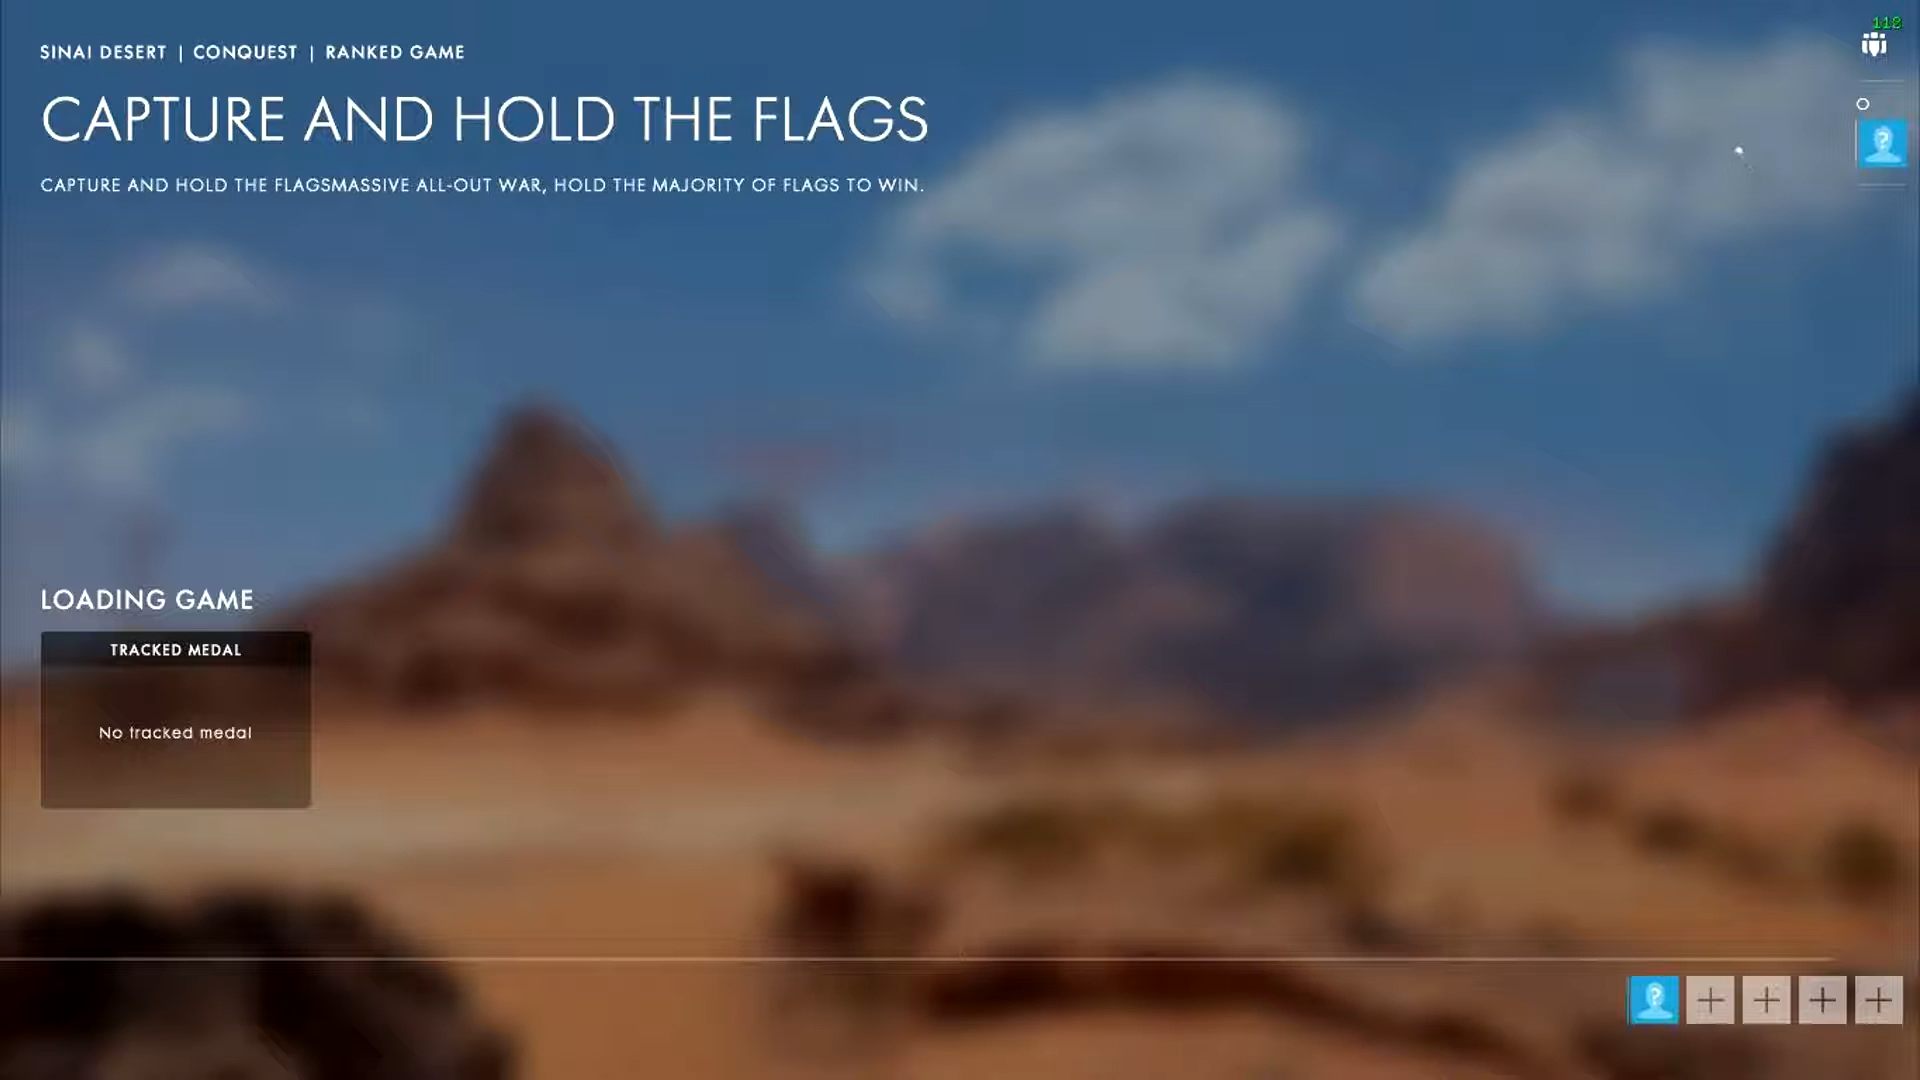 118
SINAI DESERT | CONQUEST | RANKED GAME
CAPTURE AND HOLD THE FLAGS
CAPTURE AND HOLD THE FLAGSMASSIVE ALL-OUT WAR, HOLD THE MAJORITY OF FLAGS TO WIN.
LOADING GAME
TRACKED MEDAL
No tracked medal